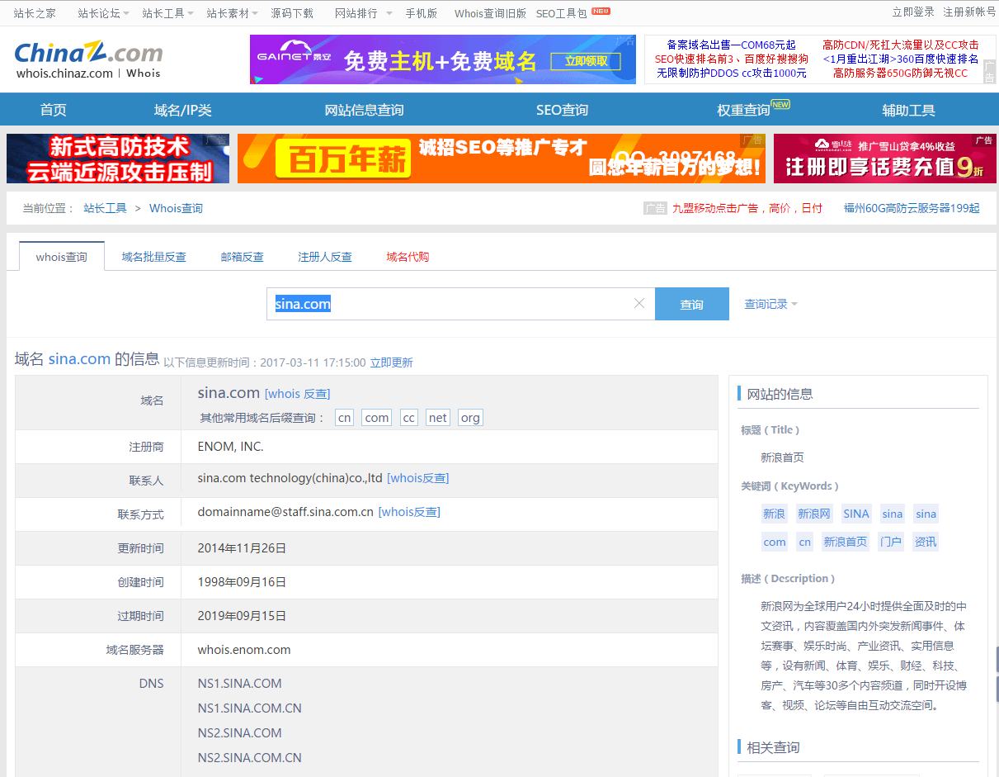 站长之家 站长论坛 站长工具 站长素材 源码下载 网站排行 手机版 Whois查询旧版 SEO工具包 NEW 立即登录 注册新帐号
ChinaZ.com
whois.chinaz.com | Whois
GAINET 景安 免费主机+免费域名 立即领取 广告
备案域名出售—COM68元起 高防CDN/死扛大流量以及CC攻击
SEO快速排名前3、百度好搜搜狗 <1月重出江湖>360百度快速排名
无限制防护DDOS cc攻击1000元 高防服务器650G防御无视CC
广告
首页 域名/IP类 网站信息查询 SEO查询 权重查询 NEW 辅助工具
新式高防技术 广告
云端近源攻击压制
百万年薪 诚招SEO等推广专才 广告
QQ：3097168
圆您年薪百万的梦想!
雪山贷 推广雪山贷拿4%收益 广告
注册即享话费充值9折
当前位置： 站长工具 > Whois查询 广告 九盟移动点击广告，高价，日付 福州60G高防云服务器199起
whois查询 域名批量反查 邮箱反查 注册人反查 域名代购
sina.com 查询 查询记录
域名 sina.com 的信息 以下信息更新时间：2017-03-11 17:15:00 立即更新
域名 sina.com [whois 反查]
其他常用域名后缀查询： cn com cc net org
注册商 ENOM, INC.
联系人 sina.com technology(china)co.,ltd [whois反查]
联系方式 domainname@staff.sina.com.cn [whois反查]
更新时间 2014年11月26日
创建时间 1998年09月16日
过期时间 2019年09月15日
域名服务器 whois.enom.com
DNS NS1.SINA.COM
NS1.SINA.COM.CN
NS2.SINA.COM
NS2.SINA.COM.CN
网站的信息
标题 ( Title )
新浪首页
关键词 ( KeyWords )
新浪 新浪网 SINA sina sina
com cn 新浪首页 门户 资讯
描述 ( Description )
新浪网为全球用户24小时提供全面及时的中
文资讯，内容覆盖国内外突发新闻事件、体
坛赛事、娱乐时尚、产业资讯、实用信息
等，设有新闻、体育、娱乐、财经、科技、
房产、汽车等30多个内容频道，同时开设博
客、视频、论坛等自由互动交流空间。
相关查询